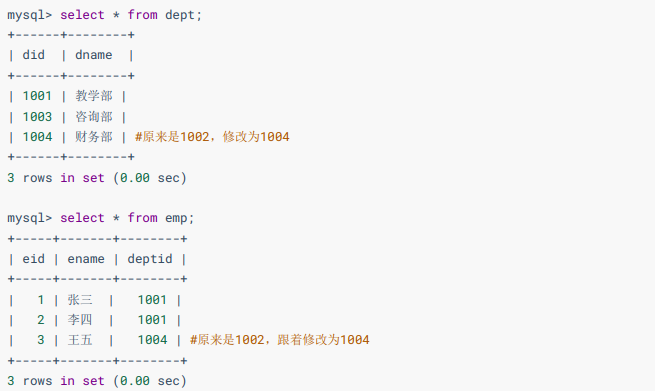 mysql> select * from dept;
+------+--------+
| did  | dname  |
+------+--------+
| 1001 | 教学部 |
| 1003 | 咨询部 |
| 1004 | 财务部 | #原来是1002，修改为1004
+------+--------+
3 rows in set (0.00 sec)
mysql> select * from emp;
+-----+-------+--------+
| eid | ename | deptid |
+-----+-------+--------+
|   1 | 张三  |   1001 |
|   2 | 李四  |   1001 |
|   3 | 王五  |   1004 | #原来是1002，跟着修改为1004
+-----+-------+--------+
3 rows in set (0.00 sec)